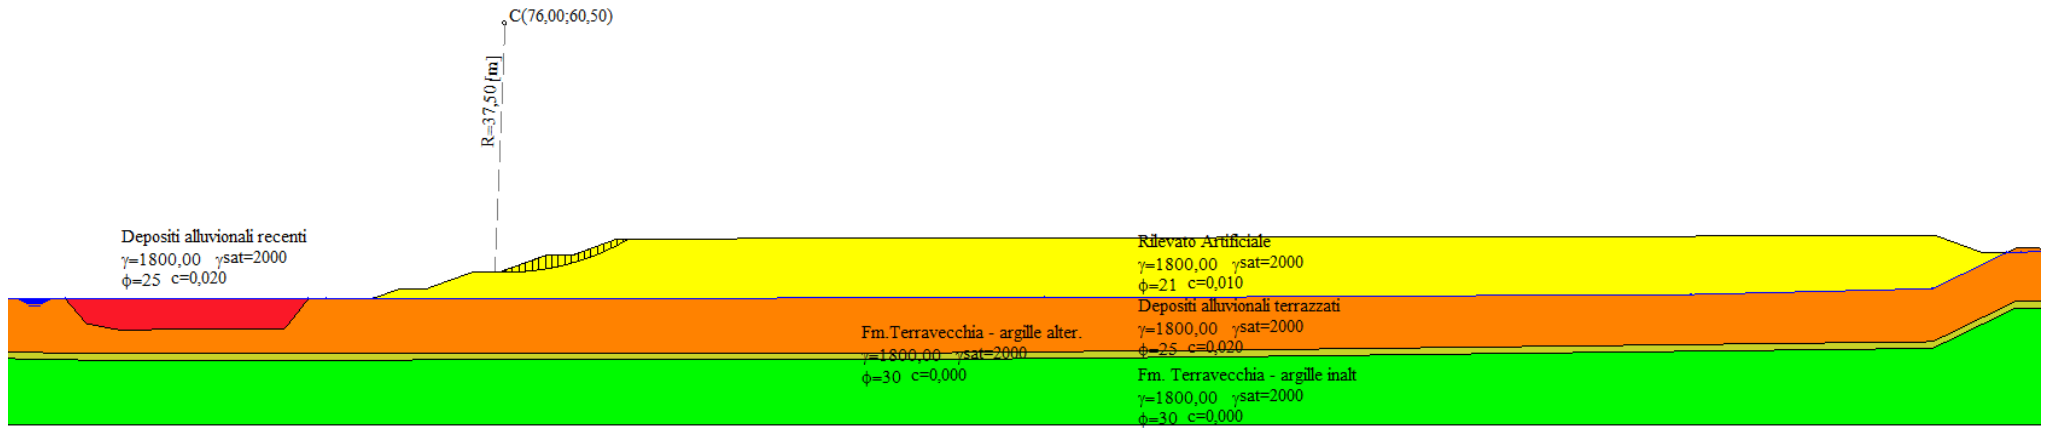 C(76,00;60,50)
R=37,50 [m]
Depositi alluvionali recenti
γ=1800,00 γsat=2000
ϕ=25 c=0,020
Rilevato Artificiale
γ=1800,00 γsat=2000
ϕ=21 c=0,010
Depositi alluvionali terrazzati
γ=1800,00 γsat=2000
ϕ=25 c=0,020
Fm.Terravecchia - argille alter.
γ=1800,00 γsat=2000
ϕ=30 c=0,000
Fm. Terravecchia - argille inalt
γ=1800,00 γsat=2000
ϕ=30 c=0,000